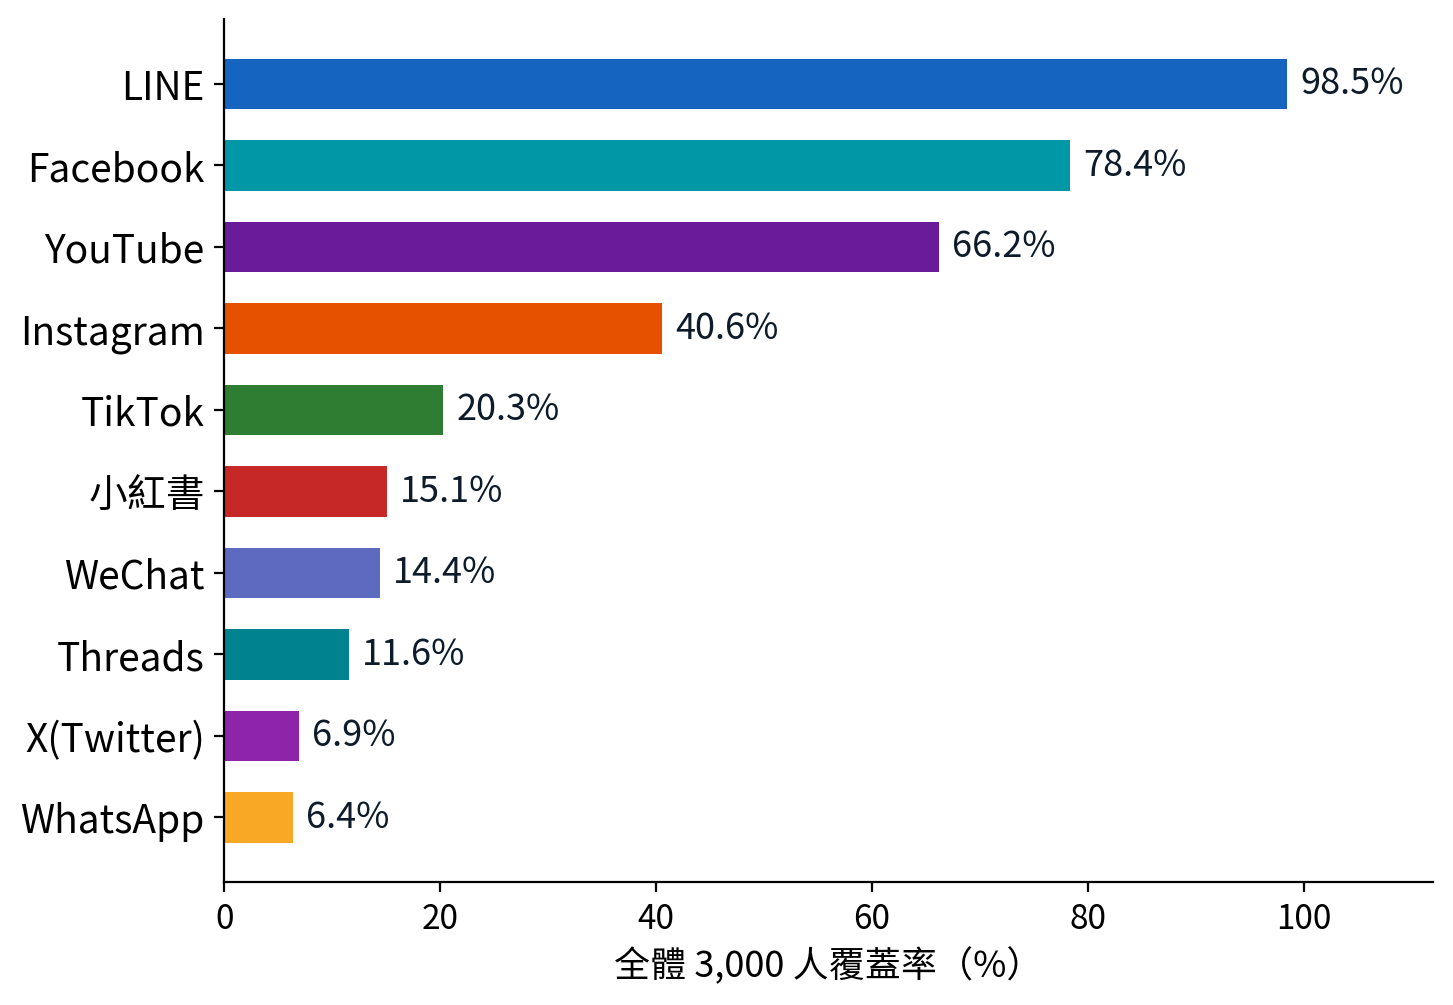 LINE 98.5%
Facebook 78.4%
YouTube 66.2%
Instagram 40.6%
TikTok 20.3%
小紅書 15.1%
WeChat 14.4%
Threads 11.6%
X(Twitter) 6.9%
WhatsApp 6.4%
0 20 40 60 80 100
全體 3,000 人覆蓋率（%）